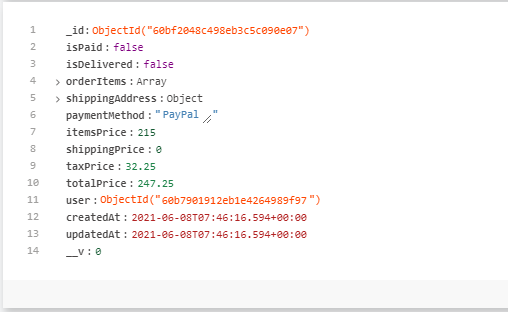 1 _id: ObjectId("60bf2048c498eb3c5c090e07")
2 isPaid: false
3 isDelivered: false
4 > orderItems: Array
5 > shippingAddress: Object
6 paymentMethod: "PayPal "
7 itemsPrice: 215
8 shippingPrice: 0
9 taxPrice: 32.25
10 totalPrice: 247.25
11 user: ObjectId("60b7901912eb1e4264989f97 ")
12 createdAt: 2021-06-08T07:46:16.594+00:00
13 updatedAt: 2021-06-08T07:46:16.594+00:00
14 __v: 0